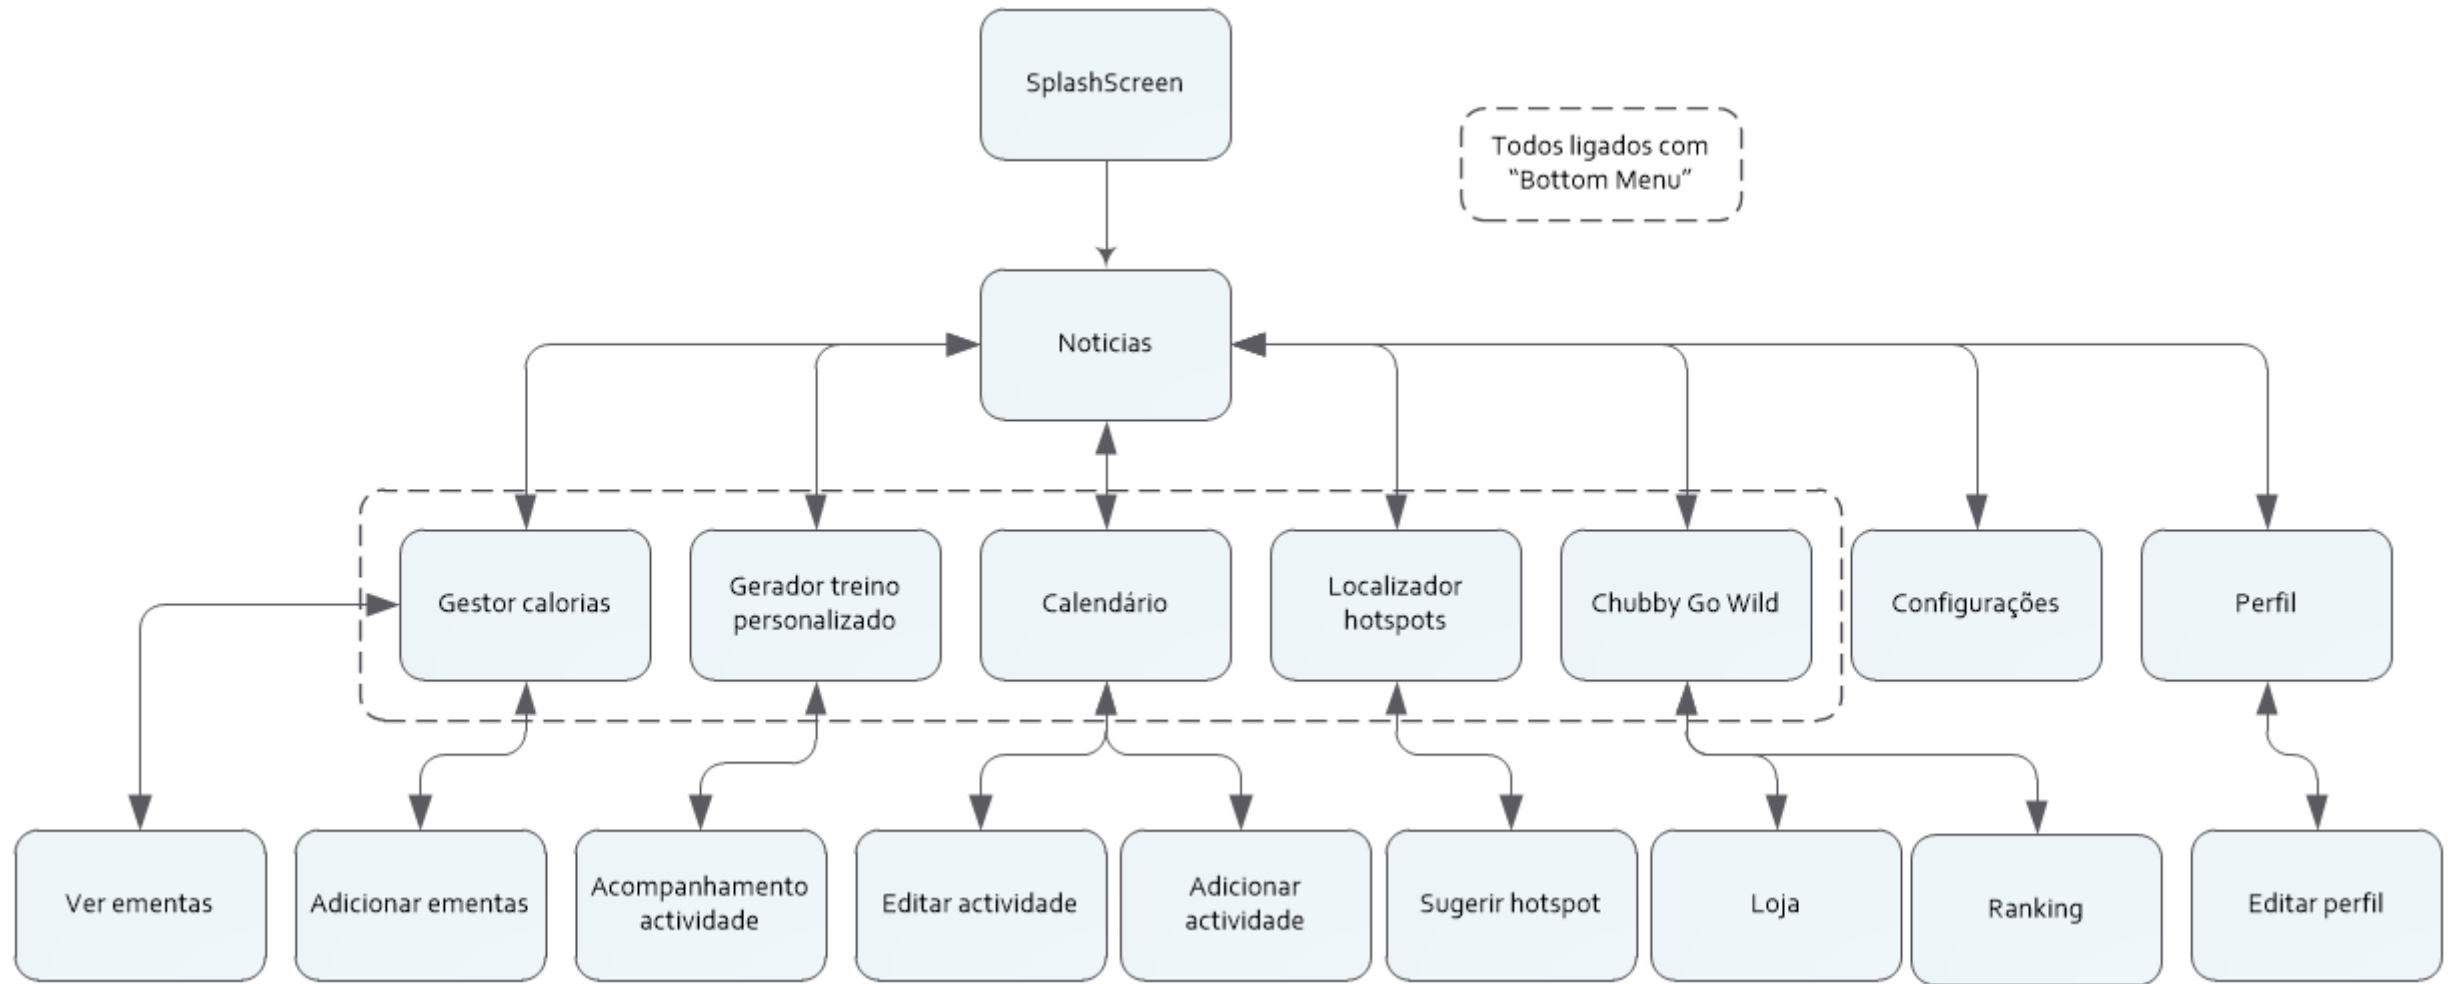 SplashScreen
Todos ligados com
“Bottom Menu”
Noticias
Gestor calorias
Gerador treino
personalizado
Calendário
Localizador
hotspots
Chubby Go Wild
Configurações
Perfil
Ver ementas
Adicionar ementas
Acompanhamento
actividade
Editar actividade
Adicionar
actividade
Sugerir hotspot
Loja
Ranking
Editar perfil